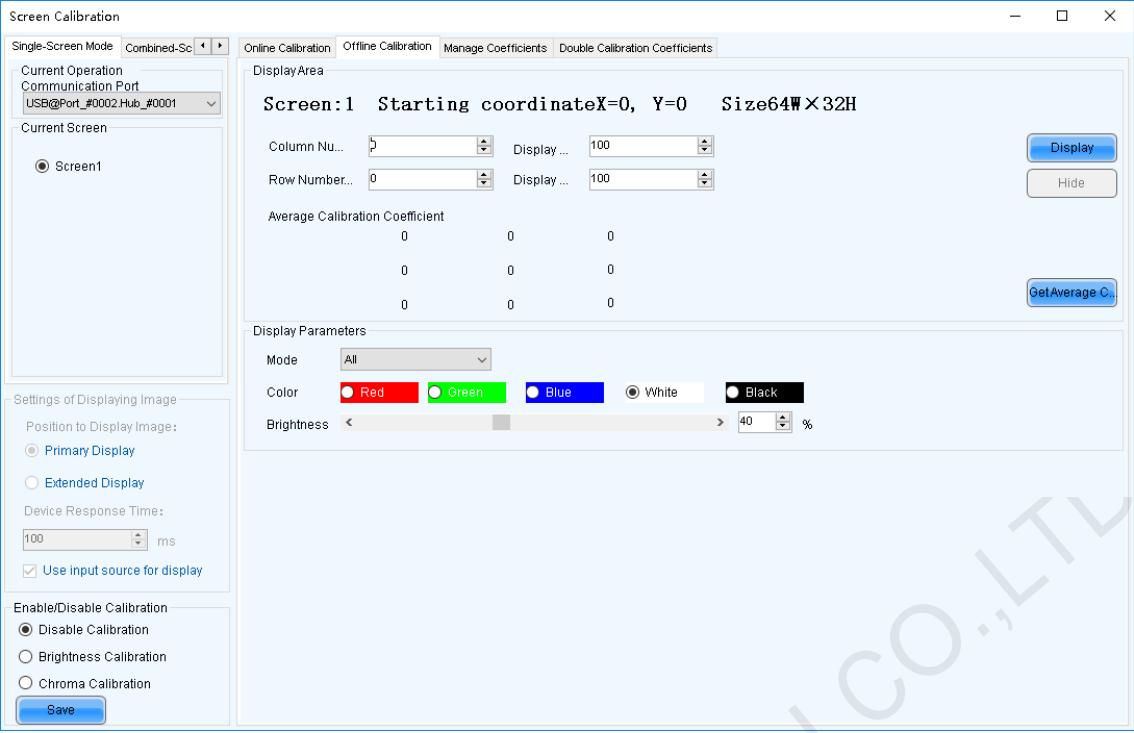 Screen Calibration
Single-Screen Mode
Combined-Sc
Current Operation
Communication Port
USB@Port_#0002.Hub_#0001
Current Screen
Screen1
Settings of Displaying Image
Position to Display Image:
Primary Display
Extended Display
Device Response Time:
100 ms
Use input source for display
Enable/Disable Calibration
Disable Calibration
Brightness Calibration
Chroma Calibration
Save
Online Calibration Offline Calibration Manage Coefficients Double Calibration Coefficients
DisplayArea
Screen:1 Starting coordinateX=0, Y=0 Size64W×32H
Column Nu... Display ... 100 Display
Row Number... 0 Display ... 100 Hide
Average Calibration Coefficient
0 0 0
0 0 0
0 0 0
GetAverage C...
Display Parameters
Mode All
Color Red Green Blue White Black
Brightness 40 %
CO.,LTD